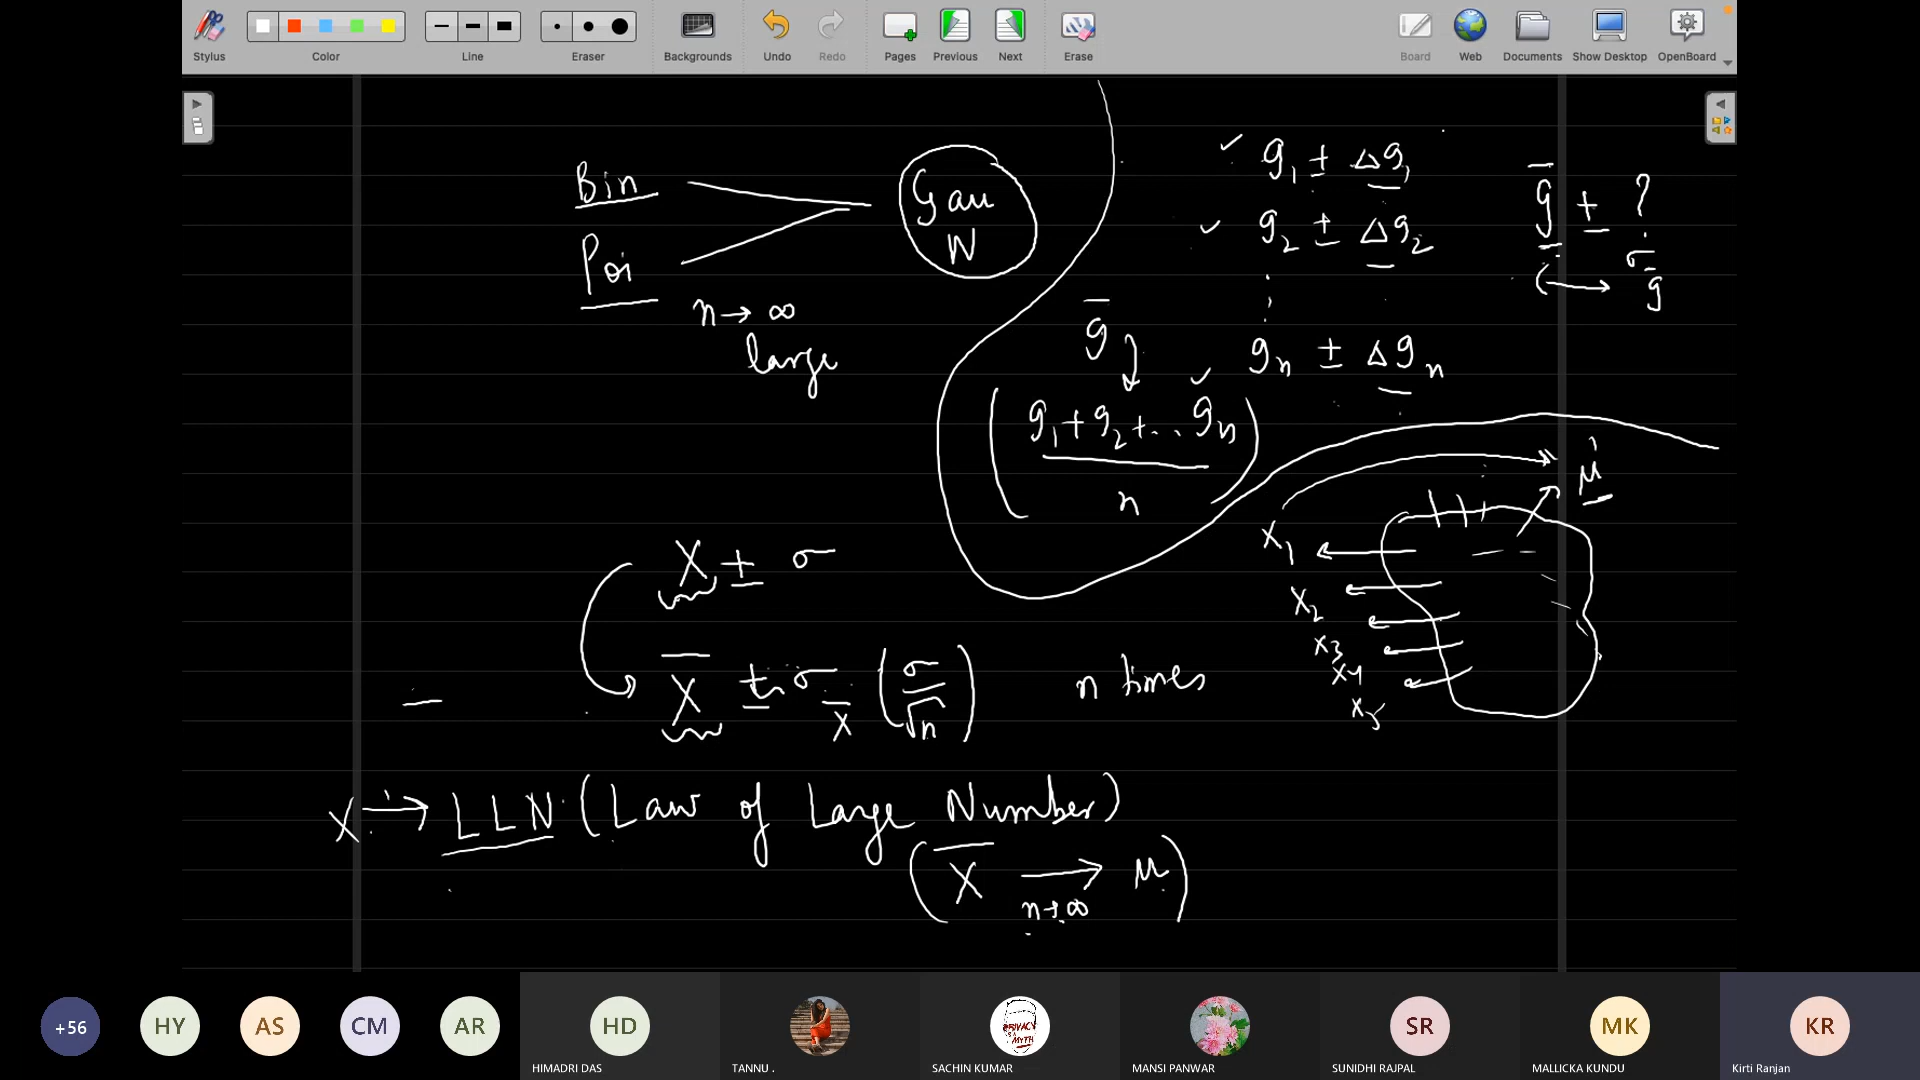 Stylus Color Line Eraser Backgrounds Undo Redo Pages Previous Next Erase Board Web Documents Show Desktop OpenBoard
Bin
Poi
Gau
N
n → ∞
large
g₁ ± Δg₁
g₂ ± Δg₂
⋮
gₙ ± Δgₙ
g̅ ± ?
σ g̅
g̅
( g₁ + g₂ + .. gₙ / n )
μ
X₁
X₂
X₃
X₄
X₅
X ± σ
X̅ ± σ X̅ ( σ / √n ) n times
X → LLN ( Law of Large Number )
( X̅ → μ )
n → ∞
+56 HY AS CM AR HD SR MK KR
PRIVACY IS A MYTH
HIMADRI DAS TANNU . SACHIN KUMAR MANSI PANWAR SUNIDHI RAJPAL MALLICKA KUNDU Kirti Ranjan